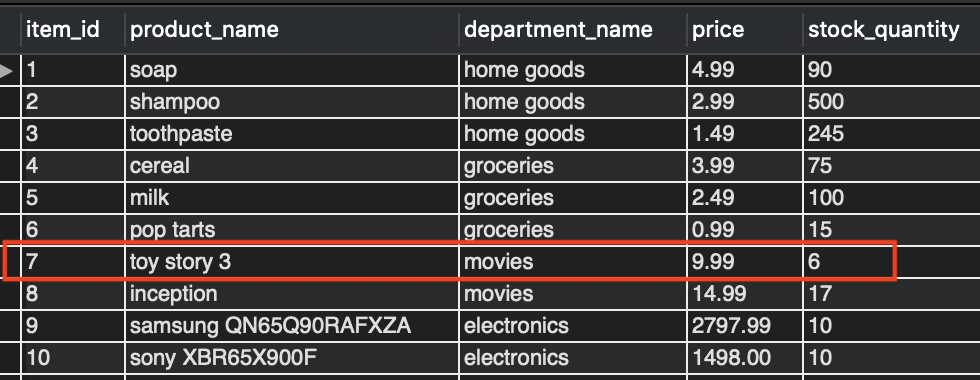 item_id product_name department_name price stock_quantity
1 soap home goods 4.99 90
2 shampoo home goods 2.99 500
3 toothpaste home goods 1.49 245
4 cereal groceries 3.99 75
5 milk groceries 2.49 100
6 pop tarts groceries 0.99 15
7 toy story 3 movies 9.99 6
8 inception movies 14.99 17
9 samsung QN65Q90RAFXZA electronics 2797.99 10
10 sony XBR65X900F electronics 1498.00 10